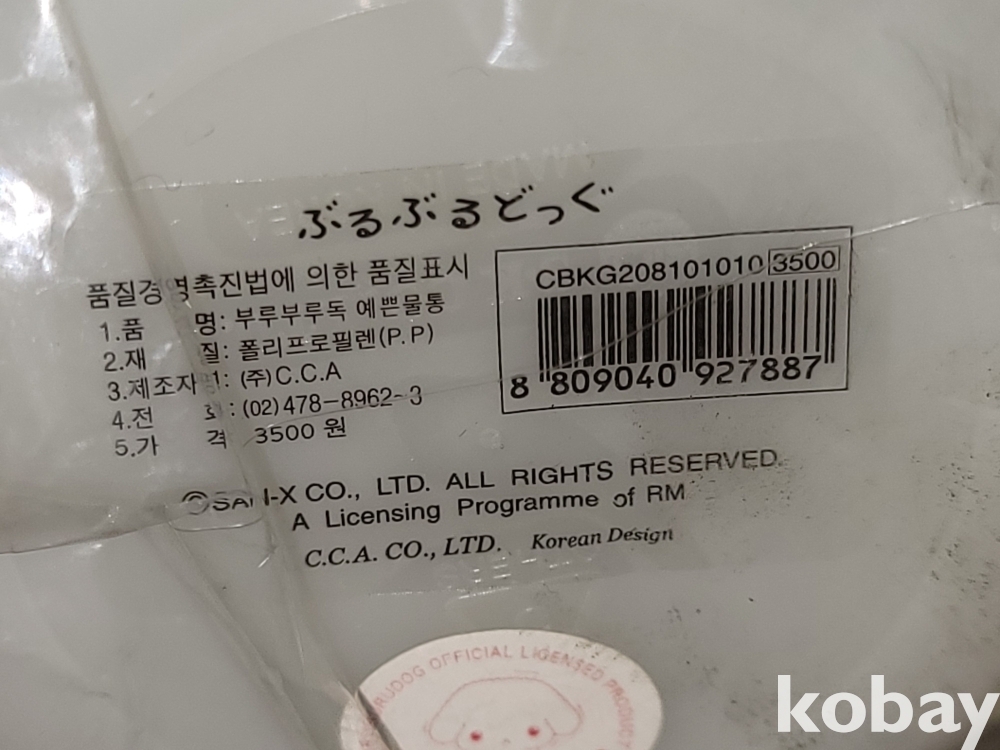 ぶるぶるどっぐ
품질경영촉진법에 의한 품질표시
1.품 명: 부루부루독 예쁜물통
2.재 질: 폴리프로필렌(P.P)
3.제조자명: (주)C.C.A
4.전 화: (02)478-8962~3
5.가 격 3500 원
CBKG208101010 3500
8 809040 927887
©SAN-X CO., LTD. ALL RIGHTS RESERVED.
A Licensing Programme of RM
C.C.A. CO., LTD. Korean Design
OFFICIAL LIGENSED PRODUCT
kobay